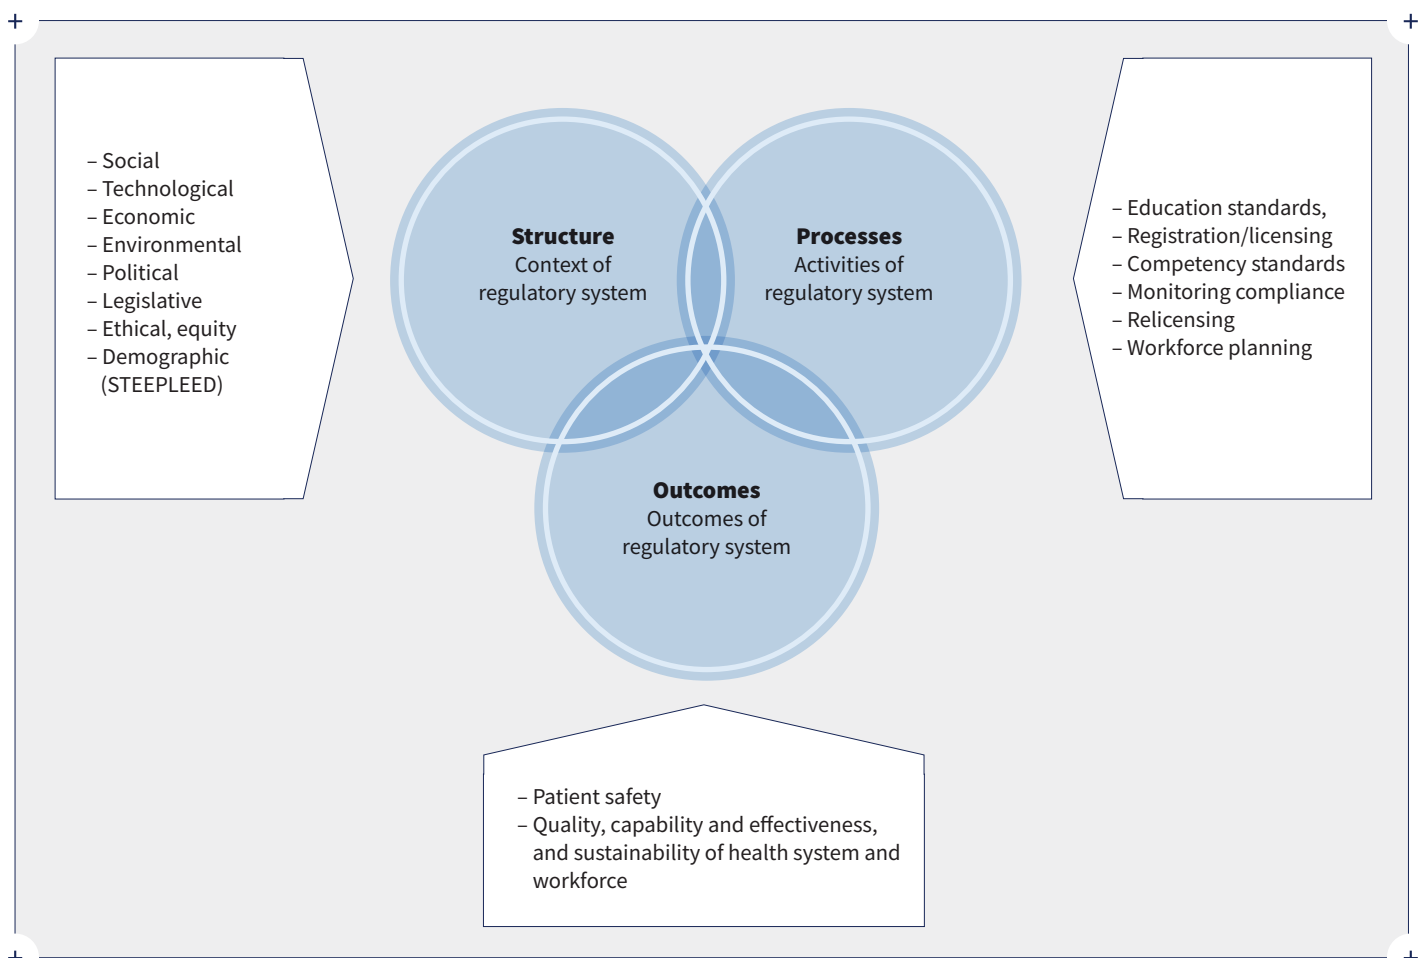 – Social
– Technological
– Economic
– Environmental
– Political
– Legislative
– Ethical, equity
– Demographic
(STEEPLEED)
Structure
Context of
regulatory system
Processes
Activities of
regulatory system
– Education standards,
– Registration/licensing
– Competency standards
– Monitoring compliance
– Relicensing
– Workforce planning
Outcomes
Outcomes of
regulatory system
– Patient safety
– Quality, capability and effectiveness,
and sustainability of health system and
workforce